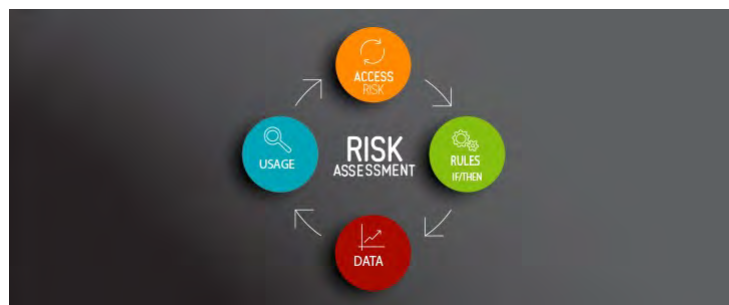 ACCESS
RISK
USAGE
RISK
ASSESSMENT
RULES
IF/THEN
DATA